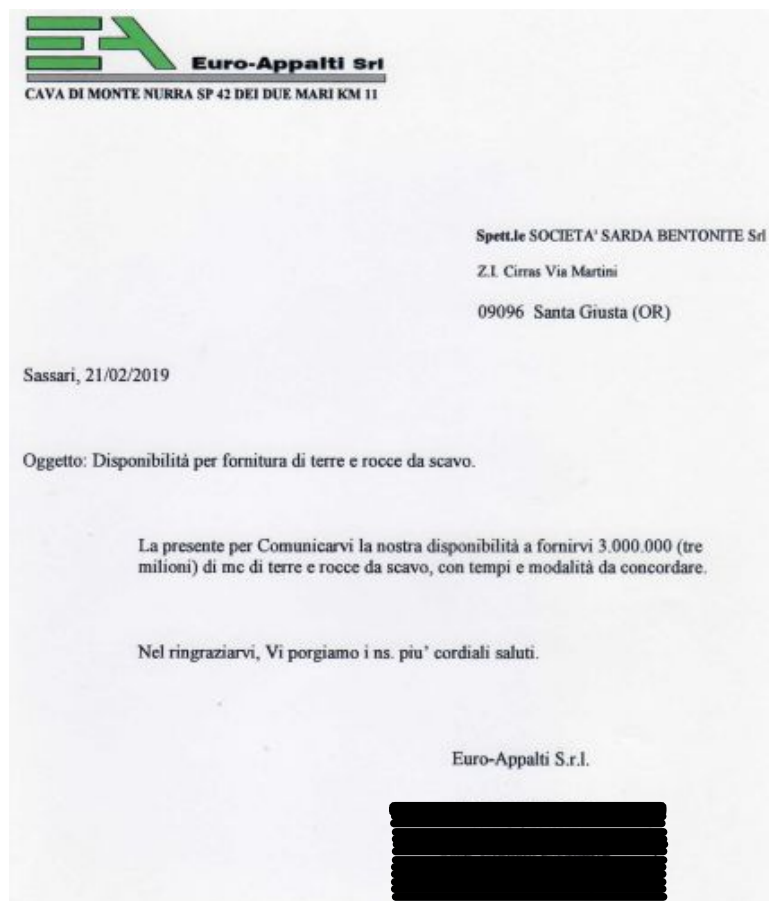 EA
Euro-Appalti Srl
CAVA DI MONTE NURRA SP 42 DEI DUE MARI KM 11
Spett.le SOCIETA' SARDA BENTONITE Srl
Z.I. Cirras Via Martini
09096 Santa Giusta (OR)
Sassari, 21/02/2019
Oggetto: Disponibilità per fornitura di terre e rocce da scavo.
La presente per Comunicarvi la nostra disponibilità a fornirvi 3.000.000 (tre
milioni) di mc di terre e rocce da scavo, con tempi e modalità da concordare.
Nel ringraziarvi, Vi porgiamo i ns. piu' cordiali saluti.
Euro-Appalti S.r.l.